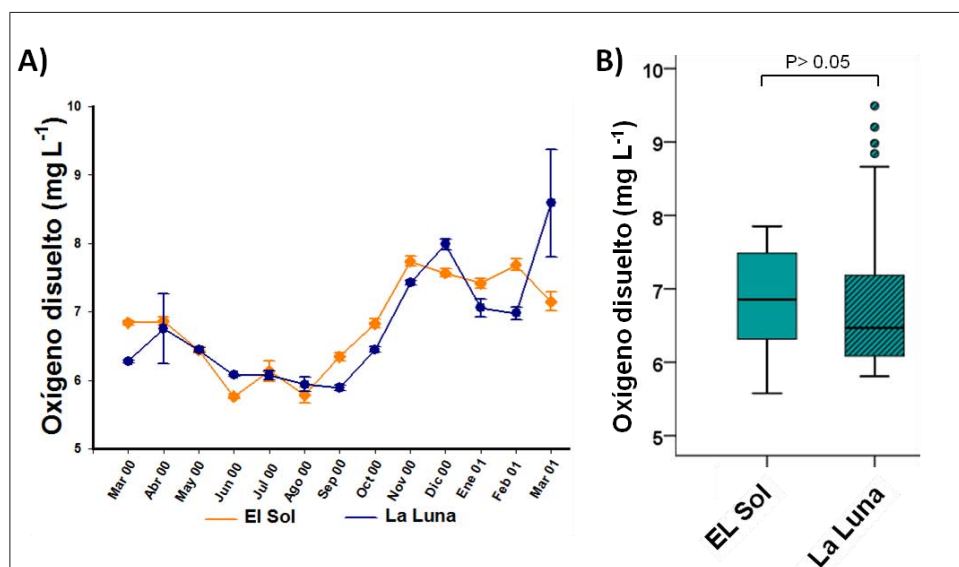 A)
Oxígeno disuelto (mg L-1)
10
9
8
7
6
5
Mar 00
Abr 00
May 00
Jun 00
Jul 00
Ago 00
Sep 00
Oct 00
Nov 00
Dic 00
Ene 01
Feb 01
Mar 01
El Sol
La Luna
B)
P> 0.05
Oxígeno disuelto (mg L-1)
10
9
8
7
6
5
EL Sol
La Luna